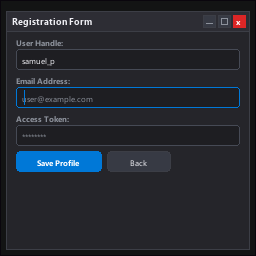 Registration Form
User Handle:
samuel_p
Email Address:
user@example.com
Access Token:
********
Save Profile
Back